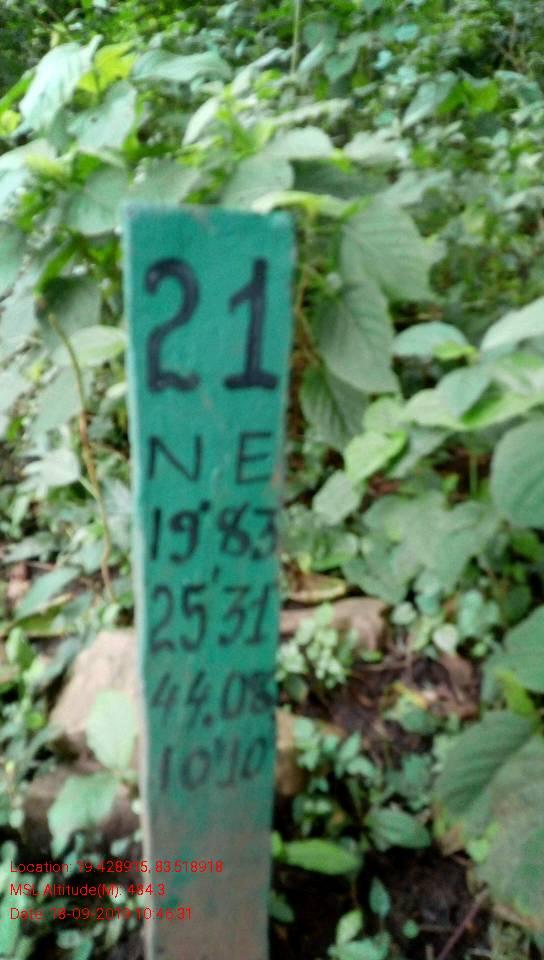 21
N E
19°83
25'31
44.08
10'10
Location: 19.428915, 83.518918
MSL Altitude(M): 484.3
Date: 18-09-2019 10:46:31